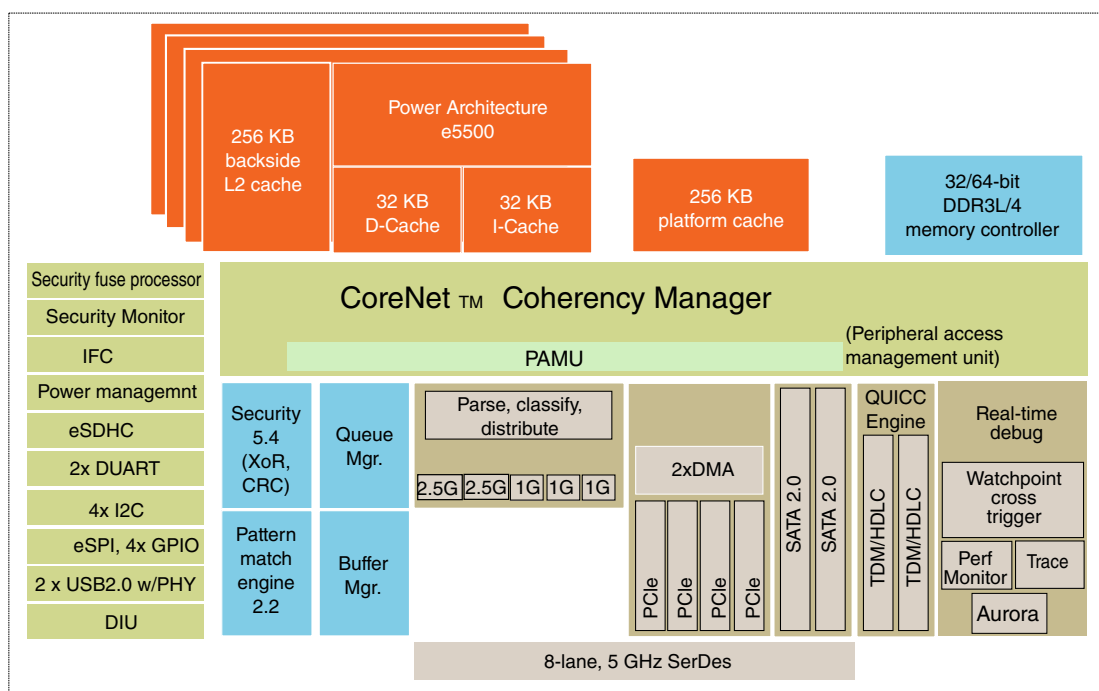 Power Architecture
e5500
256 KB
backside
L2 cache
32 KB
D-Cache
32 KB
I-Cache
256 KB
platform cache
32/64-bit
DDR3L/4
memory controller
Security fuse processor
Security Monitor
IFC
Power managemnt
eSDHC
2x DUART
4x I2C
eSPI, 4x GPIO
2 x USB2.0 w/PHY
DIU
CoreNet TM Coherency Manager
PAMU
(Peripheral access
management unit)
Security
5.4
(XoR,
CRC)
Queue
Mgr.
Pattern
match
engine
2.2
Buffer
Mgr.
Parse, classify,
distribute
2.5G
2.5G
1G
1G
1G
2xDMA
PCIe
PCIe
PCIe
PCIe
SATA 2.0
SATA 2.0
QUICC
Engine
TDM/HDLC
TDM/HDLC
Real-time
debug
Watchpoint
cross
trigger
Perf
Monitor
Trace
Aurora
8-lane, 5 GHz SerDes